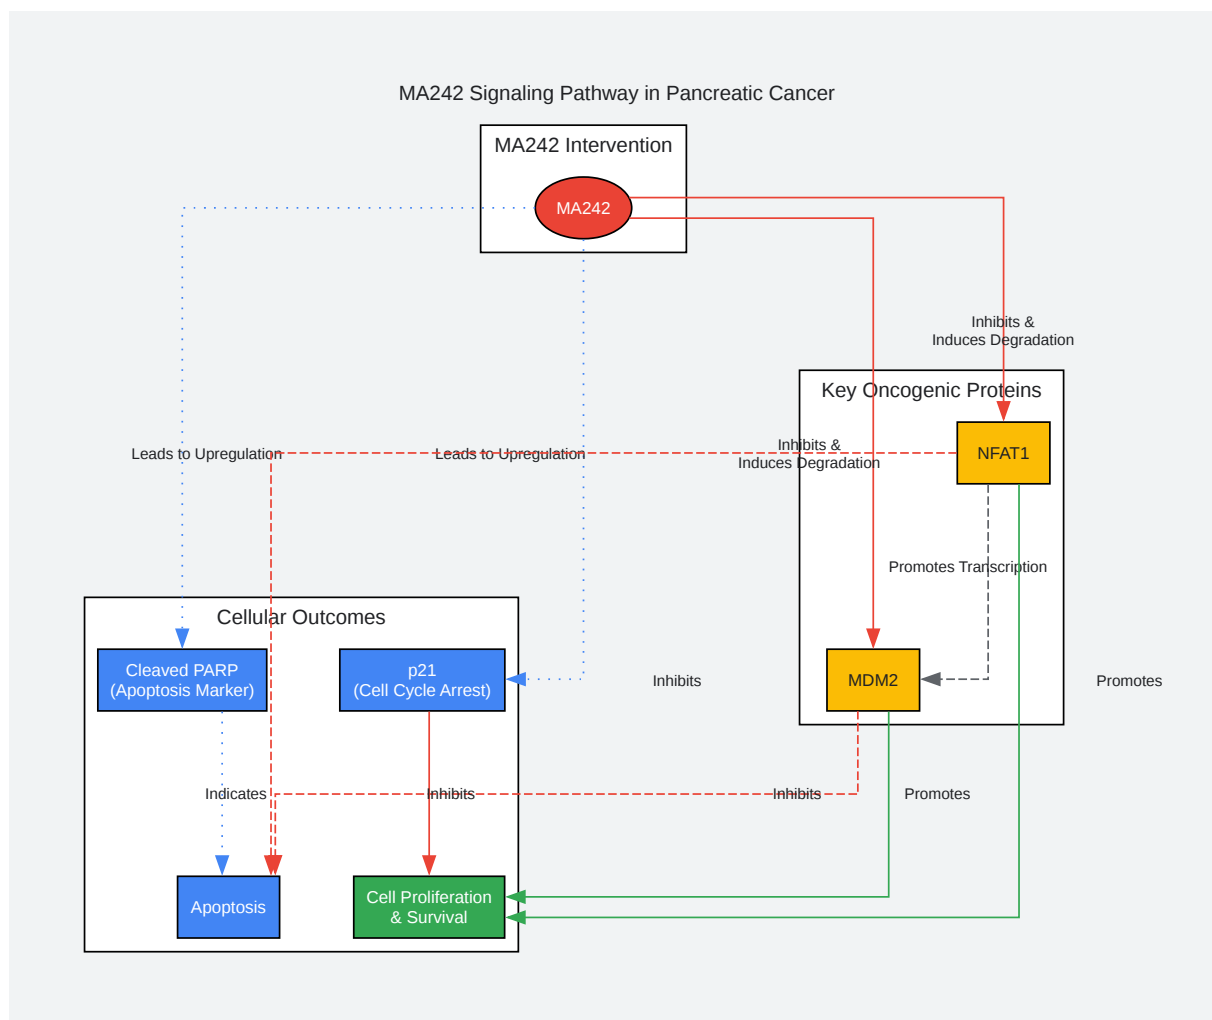 MA242 Signaling Pathway in Pancreatic Cancer
MA242 Intervention
MA242
Inhibits &
Induces Degradation
Key Oncogenic Proteins
Leads to Upregulation
Leads to Upregulation
Inhibits &
Induces Degradation
NFAT1
Promotes Transcription
Cellular Outcomes
Cleaved PARP
(Apoptosis Marker)
p21
(Cell Cycle Arrest)
Inhibits
MDM2
Promotes
Indicates
Inhibits
Inhibits
Promotes
Apoptosis
Cell Proliferation
& Survival